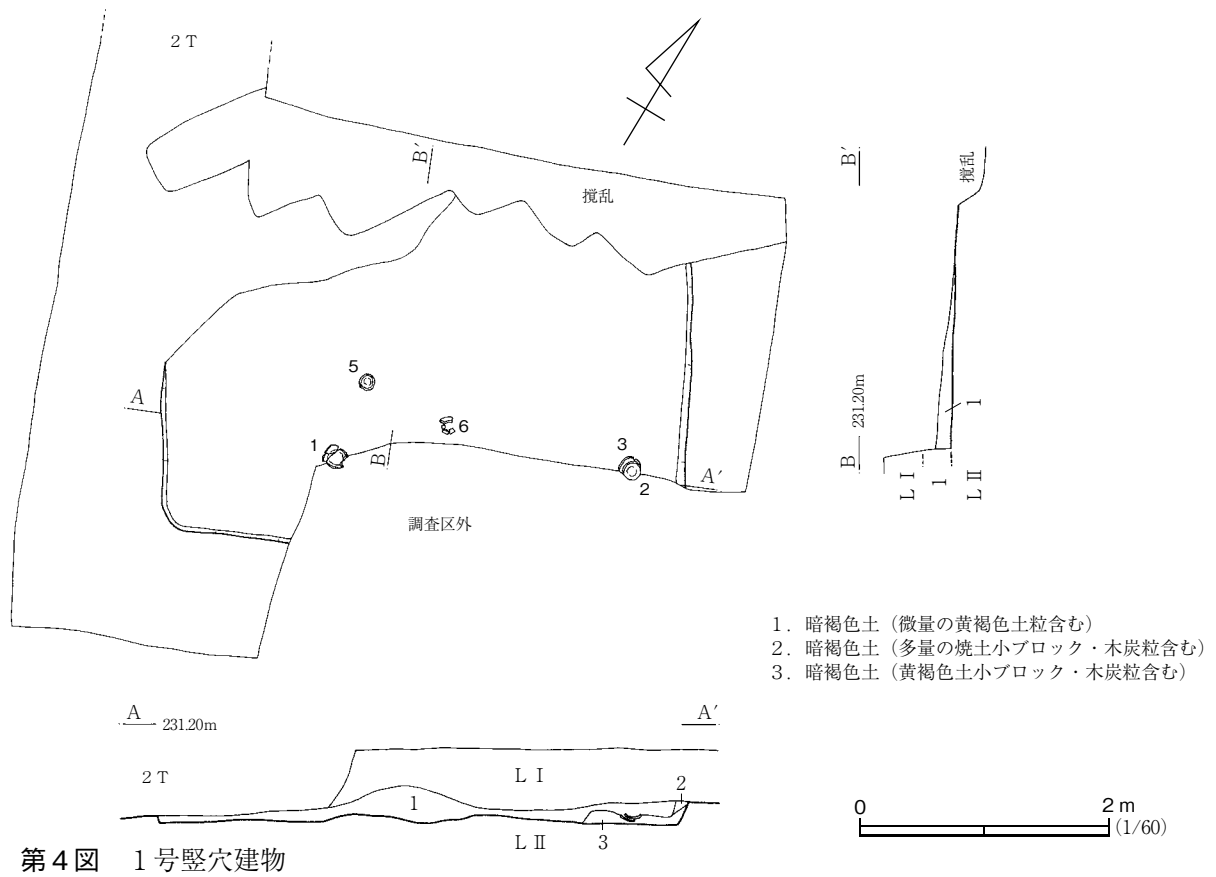 2T
B′
攪乱
B′
攪乱
5
A
6
1
3
B
A′
2
231.20m
1
B
LⅠ
1
LⅡ
調査区外
1．暗褐色土（微量の黄褐色土粒含む）
2．暗褐色土（多量の焼土小ブロック・木炭粒含む）
3．暗褐色土（黄褐色土小ブロック・木炭粒含む）
A 231.20m A′
2T
LⅠ
1
2
LⅡ
3
0 2m
(1/60)
第4図 1号竪穴建物